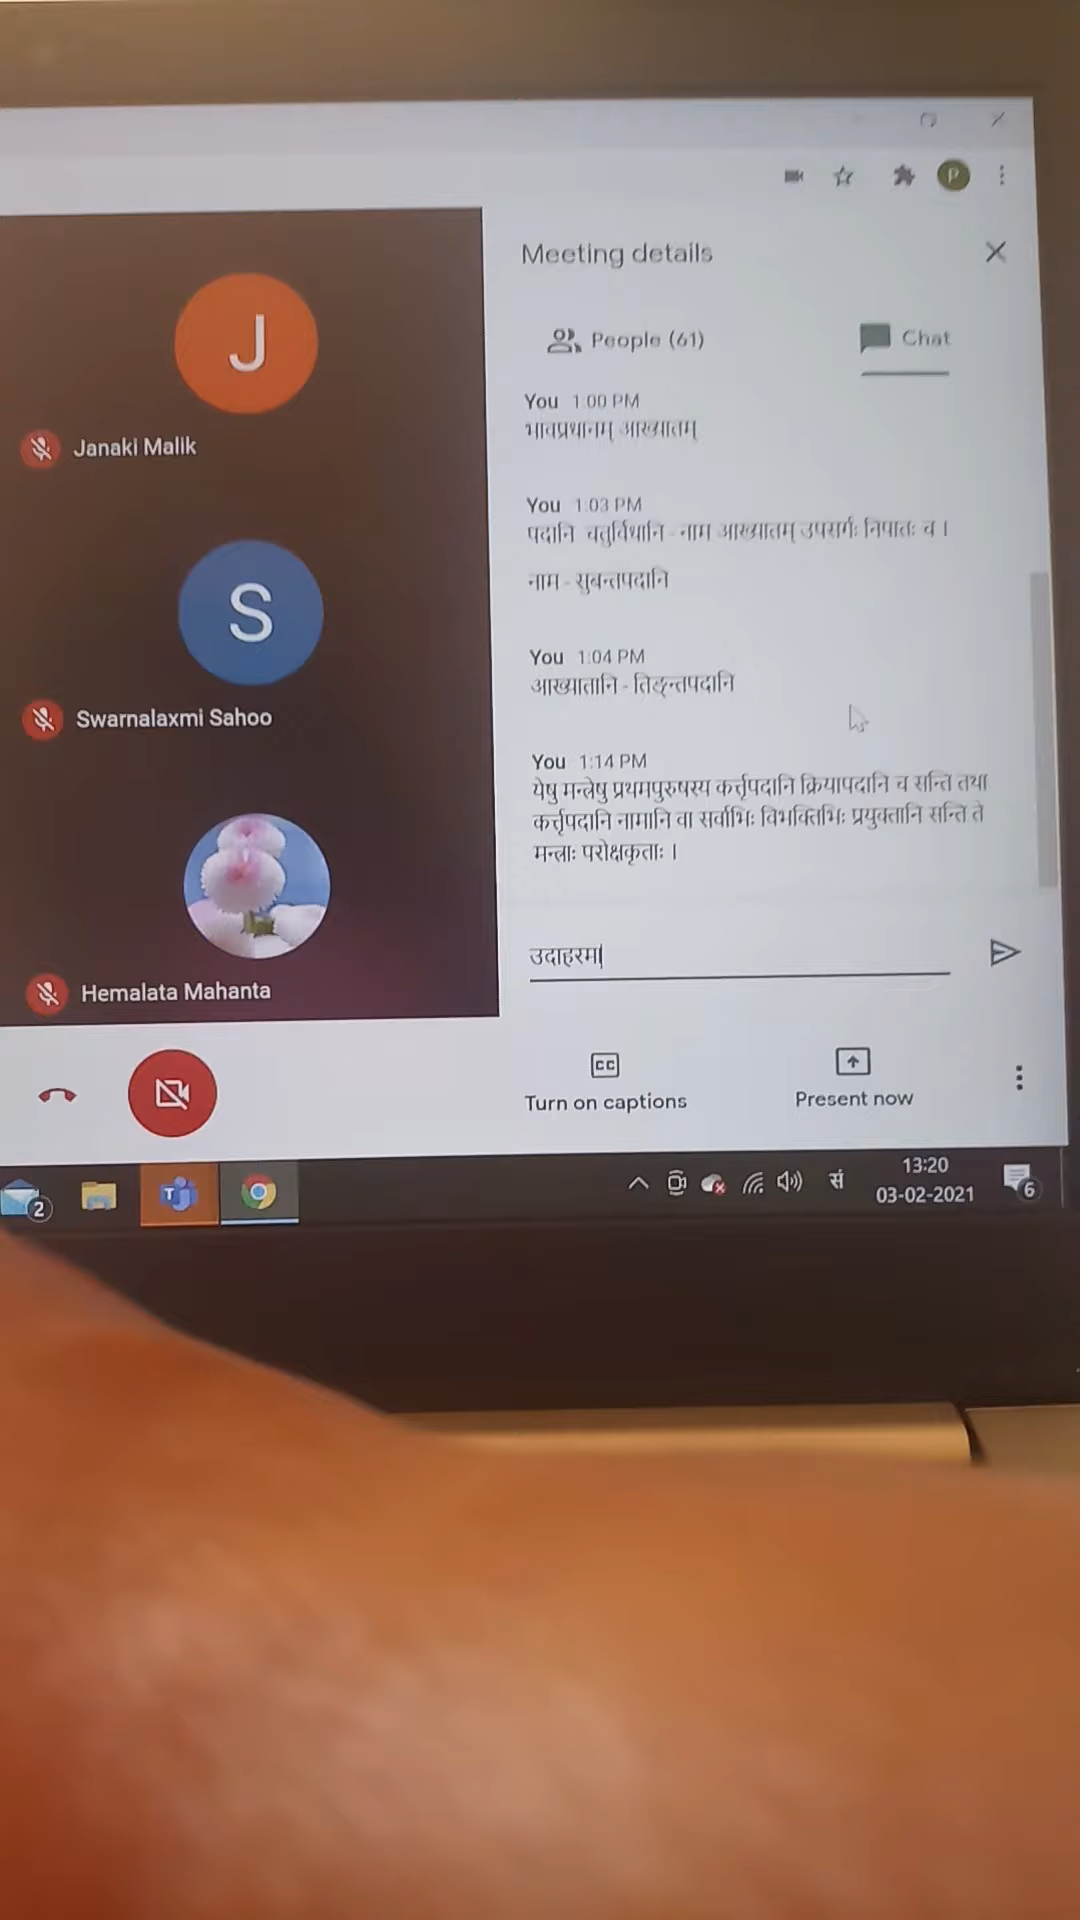 P
Meeting details
People (61)
Chat
J
Janaki Malik
S
Swarnalaxmi Sahoo
Hemalata Mahanta
You 1:00 PM
भावप्रधानम् आख्यातम्
You 1:03 PM
पदानि चतुर्विधानि - नाम आख्यातम् उपसर्गः निपातः च ।
नाम - सुबन्तपदानि
You 1:04 PM
आख्यातानि - तिङ्न्तपदानि
You 1:14 PM
येषु मन्त्रेषु प्रथमपुरुषस्य कर्त्तृपदानि क्रियापदानि च सन्ति तथा
कर्त्तृपदानि नामानि वा सर्वाभिः विभक्तिभिः प्रयुक्तानि सन्ति ते
मन्त्राः परोक्षकृताः ।
उदाहरम
CC
Turn on captions
Present now
2
T
सं
13:20
03-02-2021
6